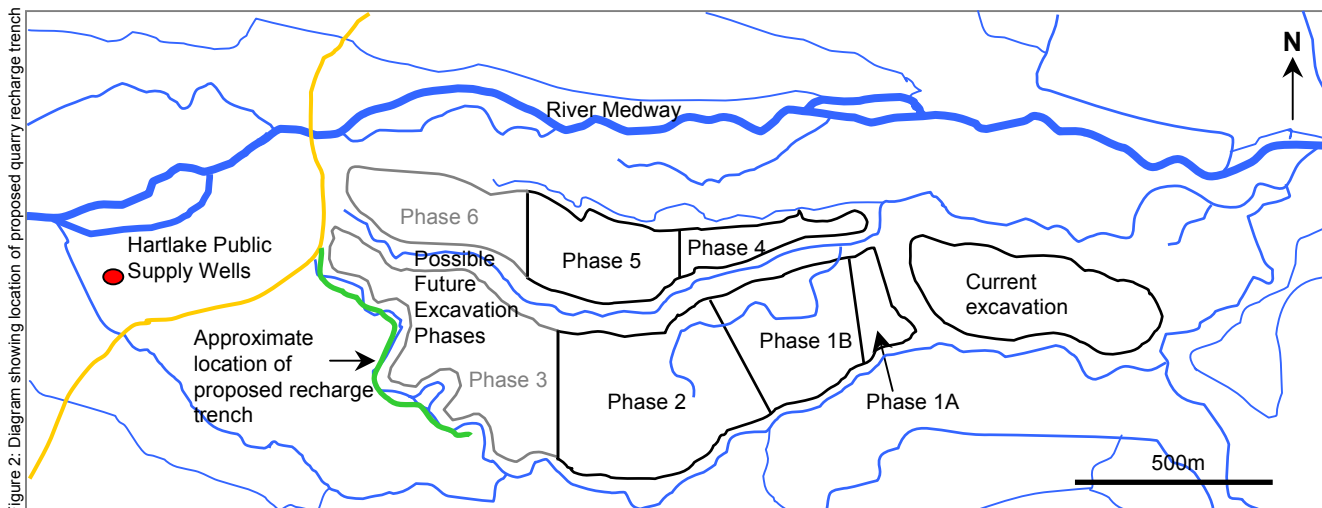 Figure 2: Diagram showing location of proposed quarry recharge trench
N
River Medway
Phase 6
Hartlake Public
Supply Wells
Phase 5
Phase 4
Possible
Future
Excavation
Phases
Current
excavation
Approximate
location of
proposed recharge
trench
Phase 3
Phase 2
Phase 1B
Phase 1A
500m